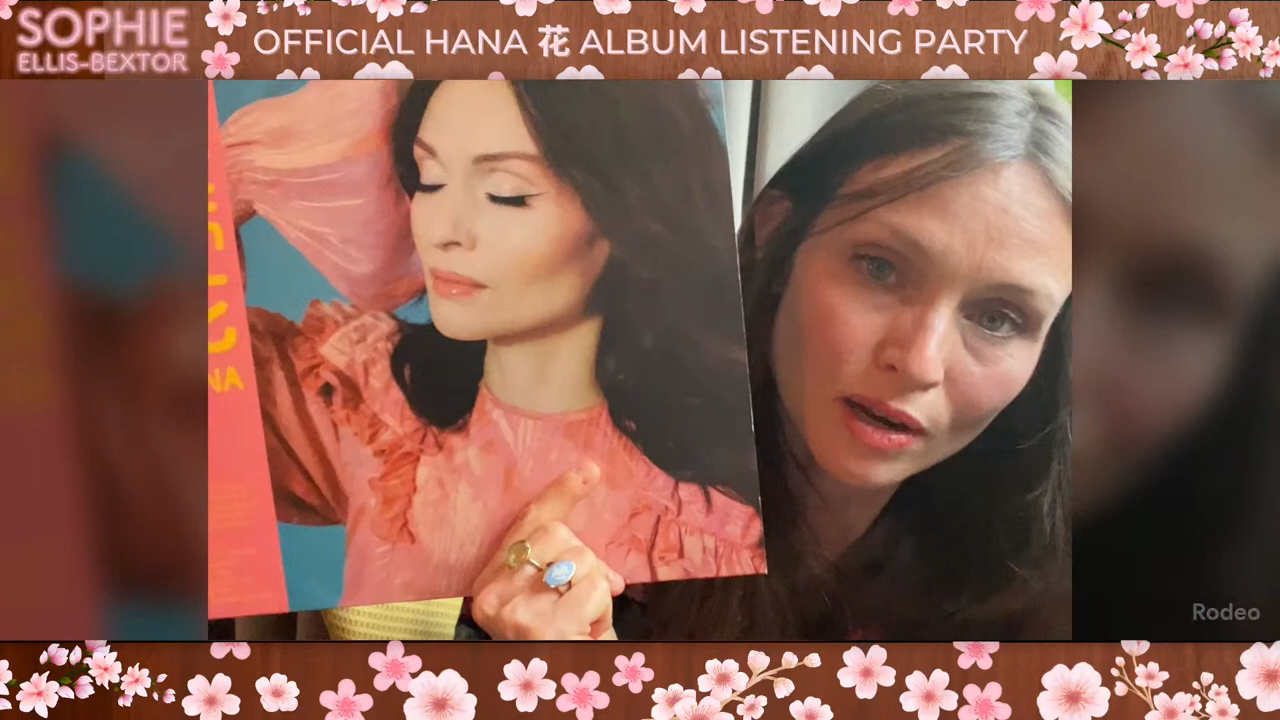 SOPHIE
ELLIS-BEXTOR
OFFICIAL HANA 花 ALBUM LISTENING PARTY
NA
Rodeo